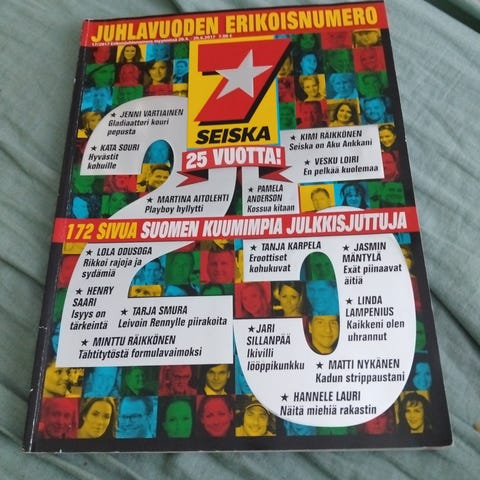 JUHLAVUODEN ERIKOISNUMERO
7
SEISKA
25 VUOTTA!
★ JENNI VARTIAINEN
Gladiaattori kouri
pepusta
★ KATA SOURI
Hyvästit
kohuille
★ KIMI RAIKKÖNEN
Seiska on Aku Ankkani
★ VESKU LOIRI
En pelkää kuolemaa
★ MARTINA AITOLEHTI
Playboy hyllytti
★ PAMELA
ANDERSON
Kossua kitaan
172 SIVUA SUOMEN KUUMIMPIA JULKKISJUTTUJA
★ LOLA ODUSOGA
Rikkoi rajoja ja
sydämiä
★ HENRY
SAARI
Isyys on
tärkeintä
★ TARJA SMURA
Leivoin Rennylle piirakoita
★ MINTTU RÄIKKÖNEN
Tähtitytöstä formulavaimoksi
★ TANJA KARPELA
Eroottiset
kohukuvat
★ JASMIN
MÄNTYLÄ
Exät piinaavat
äitiä
★ LINDA
LAMPENIUS
Kaikkeni olen
uhrannut
★ JARI
SILLANPÄÄ
Ikivilli
lööppikunkku
★ MATTI NYKÄNEN
Kadun strippaustani
★ HANNELE LAURI
Näitä miehiä rakastin